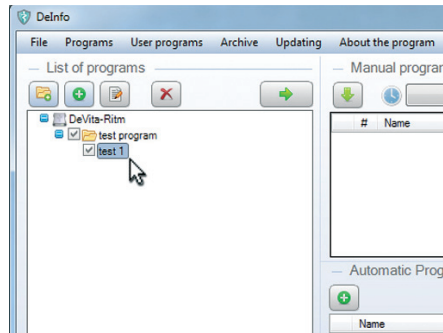 DeInfo
File Programs User programs Archive Updating About the program
List of programs
Manual program
DeVita-Ritm
test program
test 1
# Name
Automatic Prog
Name